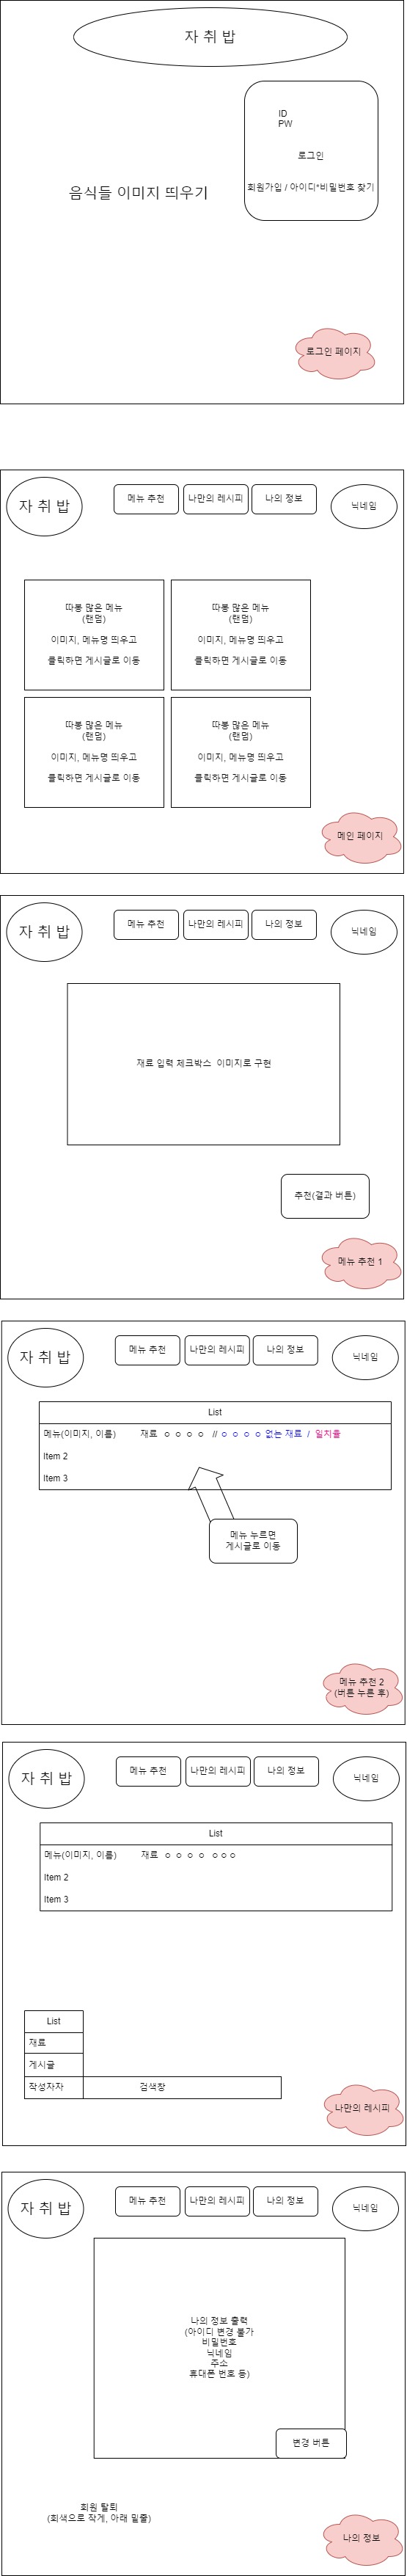 자 취 밥
ID
PW
로그인
회원가입 / 아이디*비밀번호 찾기
음식들 이미지 띄우기
로그인 페이지
자 취 밥
메뉴 추천
나만의 레시피
나의 정보
닉네임
따봉 많은 메뉴
(랜덤)
이미지, 메뉴명 띄우고
클릭하면 게시글로 이동
따봉 많은 메뉴
(랜덤)
이미지, 메뉴명 띄우고
클릭하면 게시글로 이동
따봉 많은 메뉴
(랜덤)
이미지, 메뉴명 띄우고
클릭하면 게시글로 이동
따봉 많은 메뉴
(랜덤)
이미지, 메뉴명 띄우고
클릭하면 게시글로 이동
메인 페이지
자 취 밥
메뉴 추천
나만의 레시피
나의 정보
닉네임
재료 입력 체크박스 이미지로 구현
추천(결과 버튼)
메뉴 추천 1
자 취 밥
메뉴 추천
나만의 레시피
나의 정보
닉네임
List
메뉴(이미지, 이름) 재료 ㅇ ㅇ ㅇ ㅇ // ㅇ ㅇ ㅇ ㅇ 없는 재료 / 일치율
Item 2
Item 3
메뉴 누르면
게시글로 이동
메뉴 추천 2
(버튼 누른 후)
자 취 밥
메뉴 추천
나만의 레시피
나의 정보
닉네임
List
메뉴(이미지, 이름) 재료 ㅇ ㅇ ㅇ ㅇ ㅇㅇㅇ
Item 2
Item 3
List
재료
게시글
작성자자 검색창
나만의 레시피
자 취 밥
메뉴 추천
나만의 레시피
나의 정보
닉네임
나의 정보 출력
(아이디 변경 불가
비밀번호
닉네임
주소
휴대폰 번호 등)
변경 버튼
회원 탈퇴
(회색으로 작게, 아래 밑줄)
나의 정보